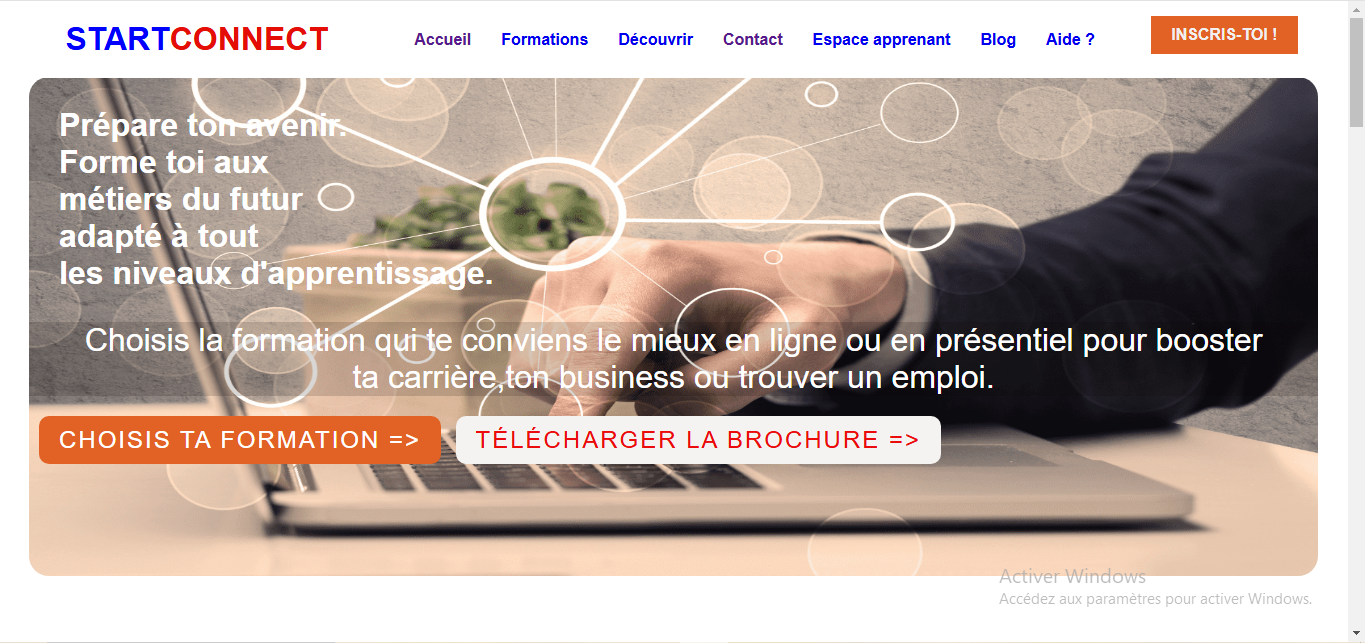 STARTCONNECT
Accueil Formations Découvrir Contact Espace apprenant Blog Aide ?
INSCRIS-TOI !
Prépare ton avenir.
Forme toi aux
métiers du futur
adapté à tout
les niveaux d'apprentissage.
Choisis la formation qui te conviens le mieux en ligne ou en présentiel pour booster
ta carrière,ton business ou trouver un emploi.
CHOISIS TA FORMATION =>
TÉLÉCHARGER LA BROCHURE =>
Activer Windows
Accédez aux paramètres pour activer Windows.